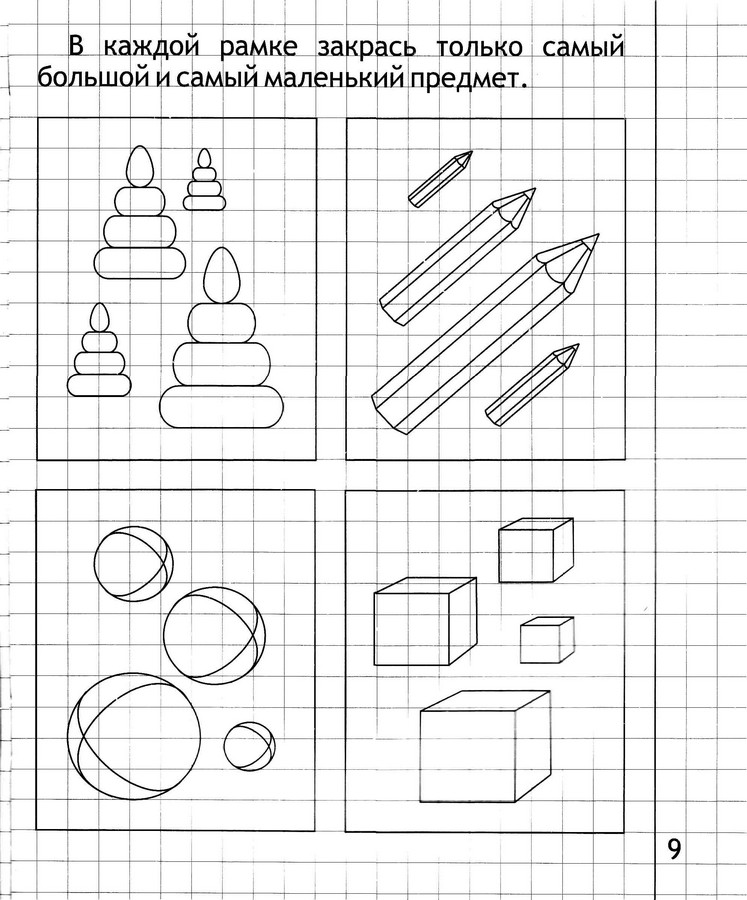 В каждой рамке закрась только самый
большой и самый маленький предмет.
9